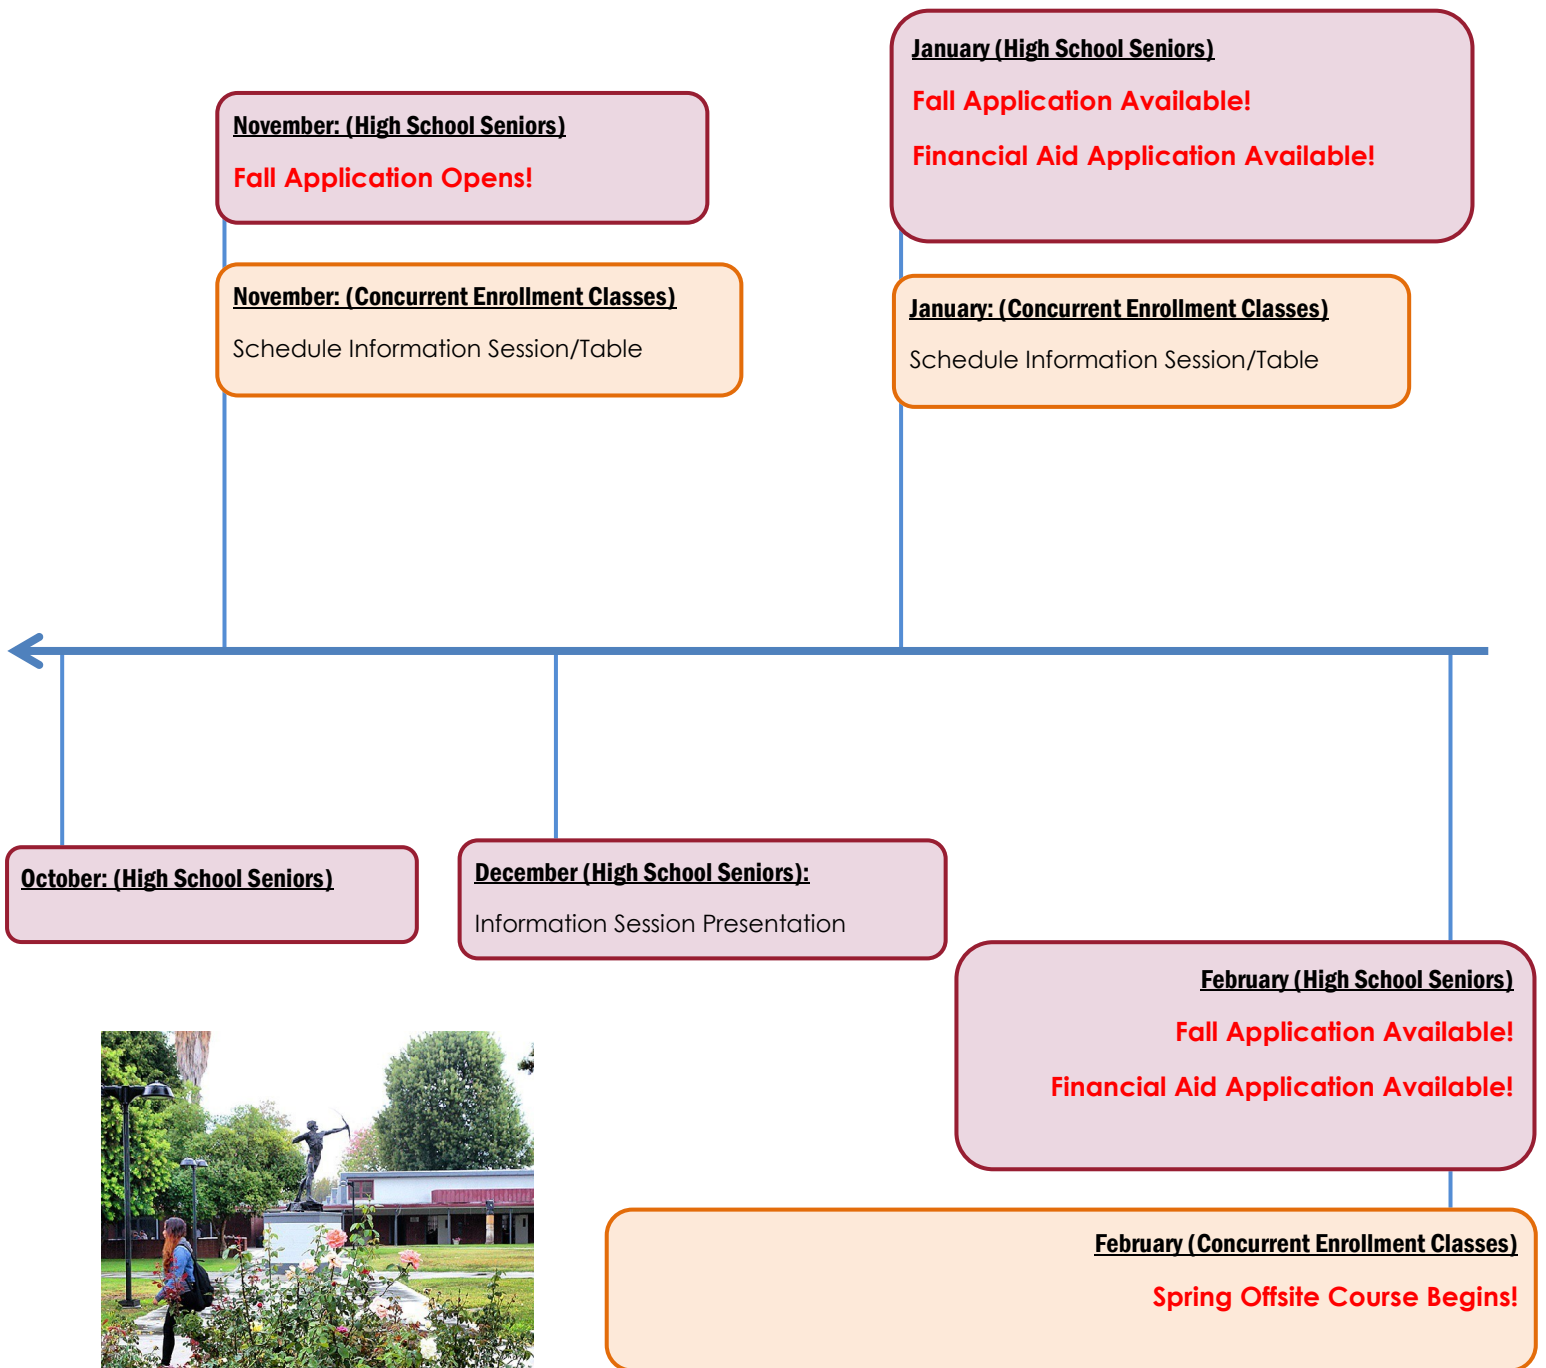 January (High School Seniors)
Fall Application Available!
Financial Aid Application Available!
November: (High School Seniors)
Fall Application Opens!
November: (Concurrent Enrollment Classes)
Schedule Information Session/Table
January: (Concurrent Enrollment Classes)
Schedule Information Session/Table
October: (High School Seniors)
December (High School Seniors):
Information Session Presentation
February (High School Seniors)
Fall Application Available!
Financial Aid Application Available!
February (Concurrent Enrollment Classes)
Spring Offsite Course Begins!